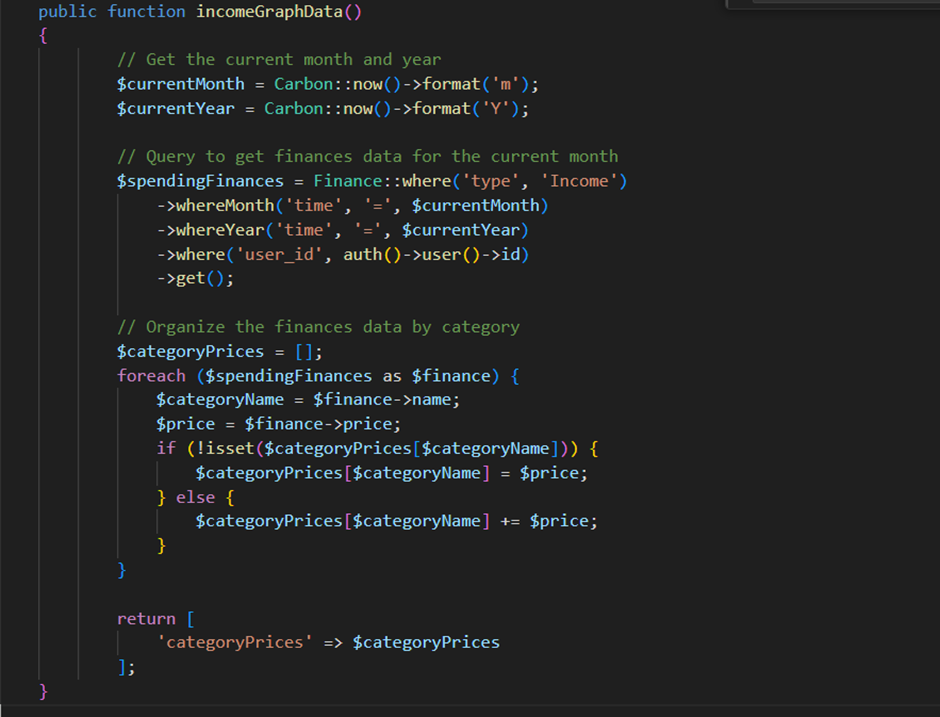 public function incomeGraphData()
{
// Get the current month and year
$currentMonth = Carbon::now()->format('m');
$currentYear = Carbon::now()->format('Y');
// Query to get finances data for the current month
$spendingFinances = Finance::where('type', 'Income')
->whereMonth('time', '=', $currentMonth)
->whereYear('time', '=', $currentYear)
->where('user_id', auth()->user()->id)
->get();
// Organize the finances data by category
$categoryPrices = [];
foreach ($spendingFinances as $finance) {
$categoryName = $finance->name;
$price = $finance->price;
if (!isset($categoryPrices[$categoryName])) {
$categoryPrices[$categoryName] = $price;
} else {
$categoryPrices[$categoryName] += $price;
}
}
return [
'categoryPrices' => $categoryPrices
];
}